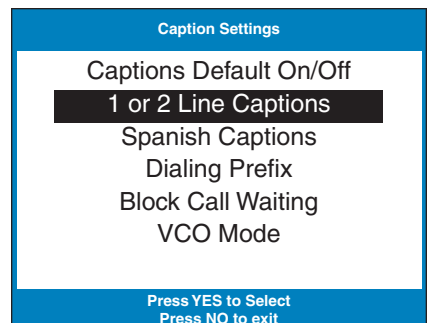 Caption Settings
Captions Default On/Off
1 or 2 Line Captions
Spanish Captions
Dialing Prefix
Block Call Waiting
VCO Mode
Press YES to Select
Press NO to exit